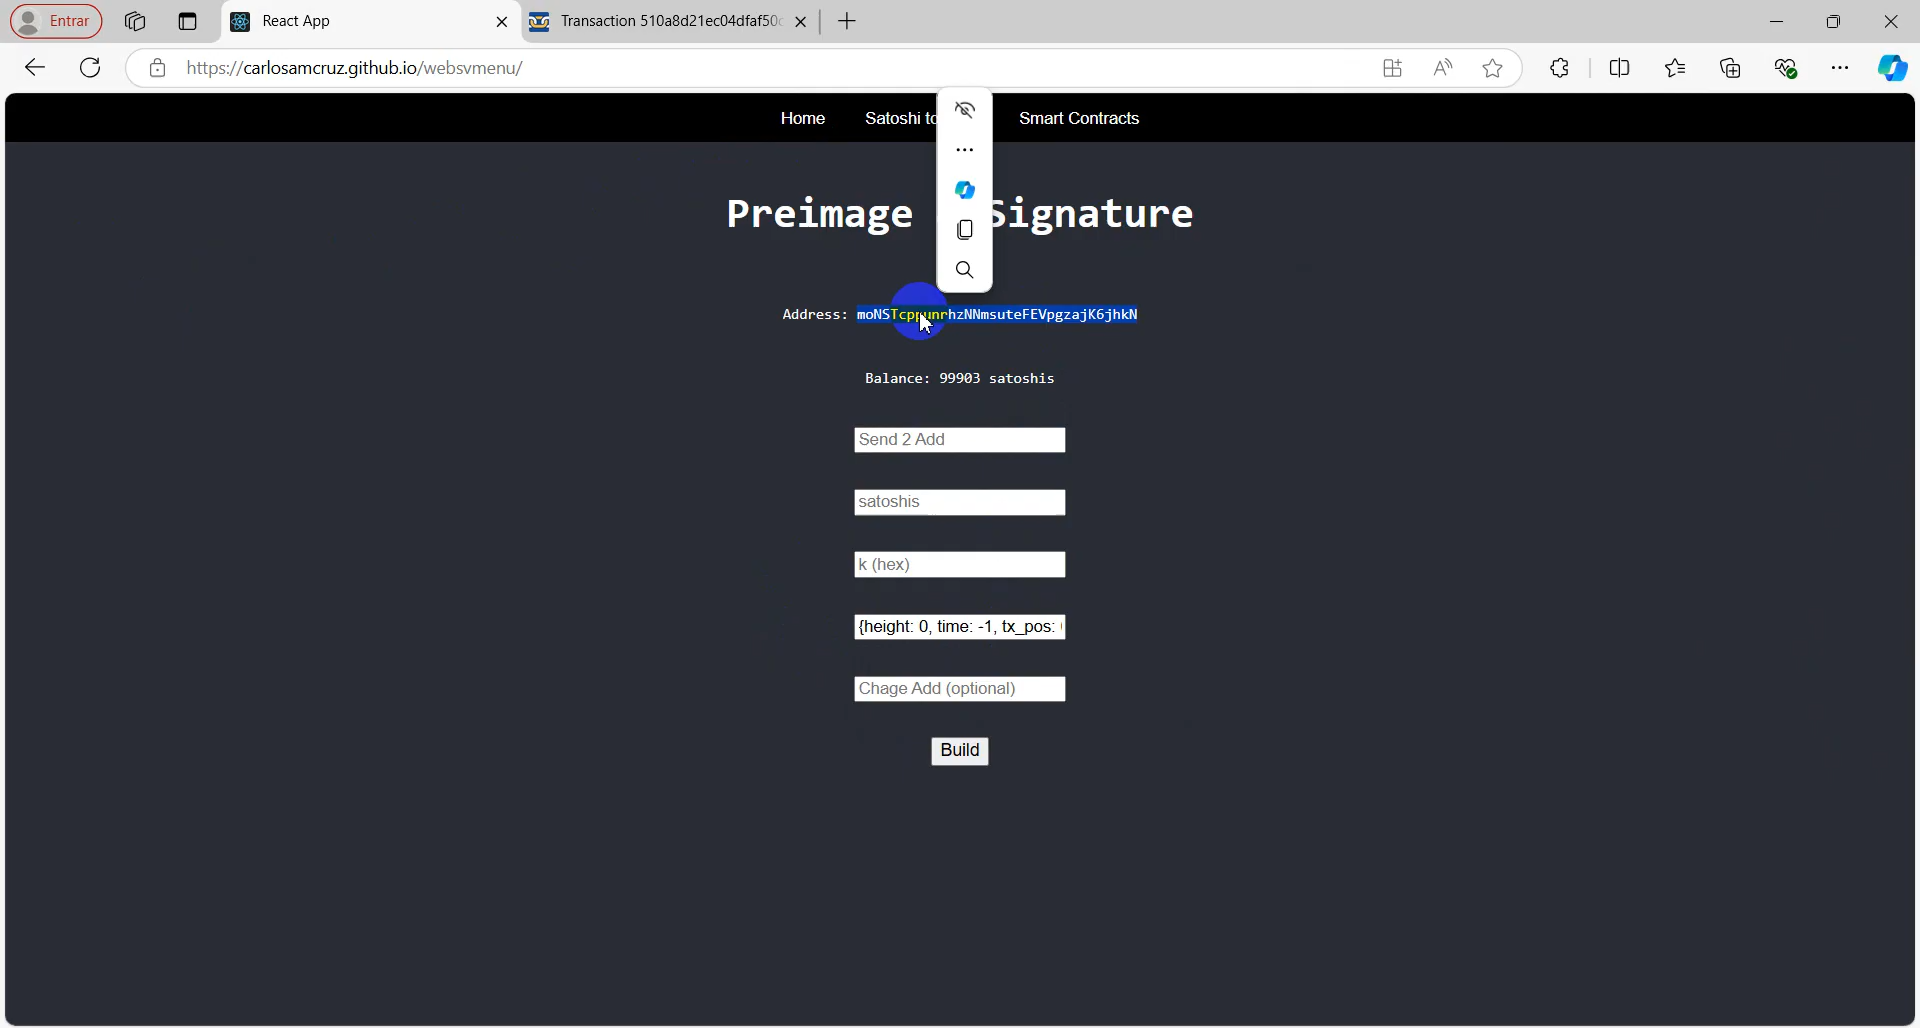 Entrar
React App
Transaction 510a8d21ec04dfaf50
https://carlosamcruz.github.io/websvmenu/
Home Satoshi to Smart Contracts
Preimage Signature
Address: moNSTcppunrhzNNmsuteFEVpgzajK6jhkN
Balance: 99903 satoshis
Send 2 Add
satoshis
k (hex)
{height: 0, time: -1, tx_pos:
Chage Add (optional)
Build